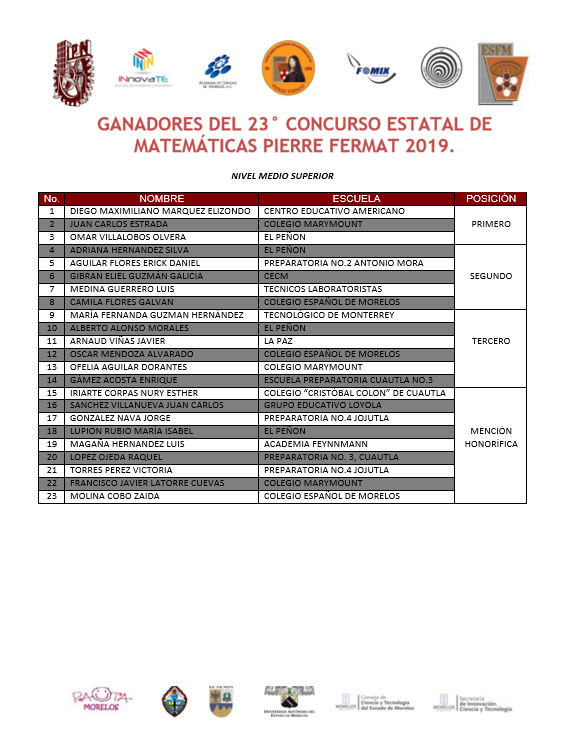 INNOVATE
ACADEMIA DE CIENCIAS
DE MORELOS, A.C.
PIERRE FERMAT
FOMIX
ESFM
GANADORES DEL 23° CONCURSO ESTATAL DE
MATEMÁTICAS PIERRE FERMAT 2019.
NIVEL MEDIO SUPERIOR
No. NOMBRE ESCUELA POSICIÓN
1 DIEGO MAXIMILIANO MARQUEZ ELIZONDO CENTRO EDUCATIVO AMERICANO
2 JUAN CARLOS ESTRADA COLEGIO MARYMOUNT PRIMERO
3 OMAR VILLALOBOS OLVERA EL PEÑON
4 ADRIANA HERNANDEZ SILVA EL PEÑON
5 AGUILAR FLORES ERICK DANIEL PREPARATORIA NO.2 ANTONIO MORA
6 GIBRAN ELIEL GUZMÁN GALICIA CECM SEGUNDO
7 MEDINA GUERRERO LUIS TECNICOS LABORATORISTAS
8 CAMILA FLORES GALVAN COLEGIO ESPAÑOL DE MORELOS
9 MARÍA FERNANDA GUZMAN HERNÁNDEZ TECNOLÓGICO DE MONTERREY
10 ALBERTO ALONSO MORALES EL PEÑON
11 ARNAUD VIÑAS JAVIER LA PAZ TERCERO
12 OSCAR MENDOZA ALVARADO COLEGIO ESPAÑOL DE MORELOS
13 OFELIA AGUILAR DORANTES COLEGIO MARYMOUNT
14 GÁMEZ ACOSTA ENRIQUE ESCUELA PREPARATORIA CUAUTLA NO.3
15 IRIARTE CORPAS NURY ESTHER COLEGIO “CRISTÓBAL COLON” DE CUAUTLA
16 SANCHEZ VILLANUEVA JUAN CARLOS GRUPO EDUCATIVO LOYOLA
17 GONZALEZ NAVA JORGE PREPARATORIA NO.4 JOJUTLA
18 LUPION RUBIO MARÍA ISABEL EL PEÑON MENCIÓN
19 MAGAÑA HERNANDEZ LUIS ACADEMIA FEYNNMANN HONORÍFICA
20 LOPEZ OJEDA RAQUEL PREPARATORIA NO. 3, CUAUTLA
21 TORRES PEREZ VICTORIA PREPARATORIA NO.4 JOJUTLA
22 FRANCISCO JAVIER LATORRE CUEVAS COLEGIO MARYMOUNT
23 MOLINA COBO ZAIDA COLEGIO ESPAÑOL DE MORELOS
MORELOS
UNIVERSIDAD AUTÓNOMA DEL
ESTADO DE MORELOS
MORELOS
Consejo de
Ciencia y Tecnología
del Estado de Morelos
MORELOS
Secretaría
de Innovación,
Ciencia y Tecnología